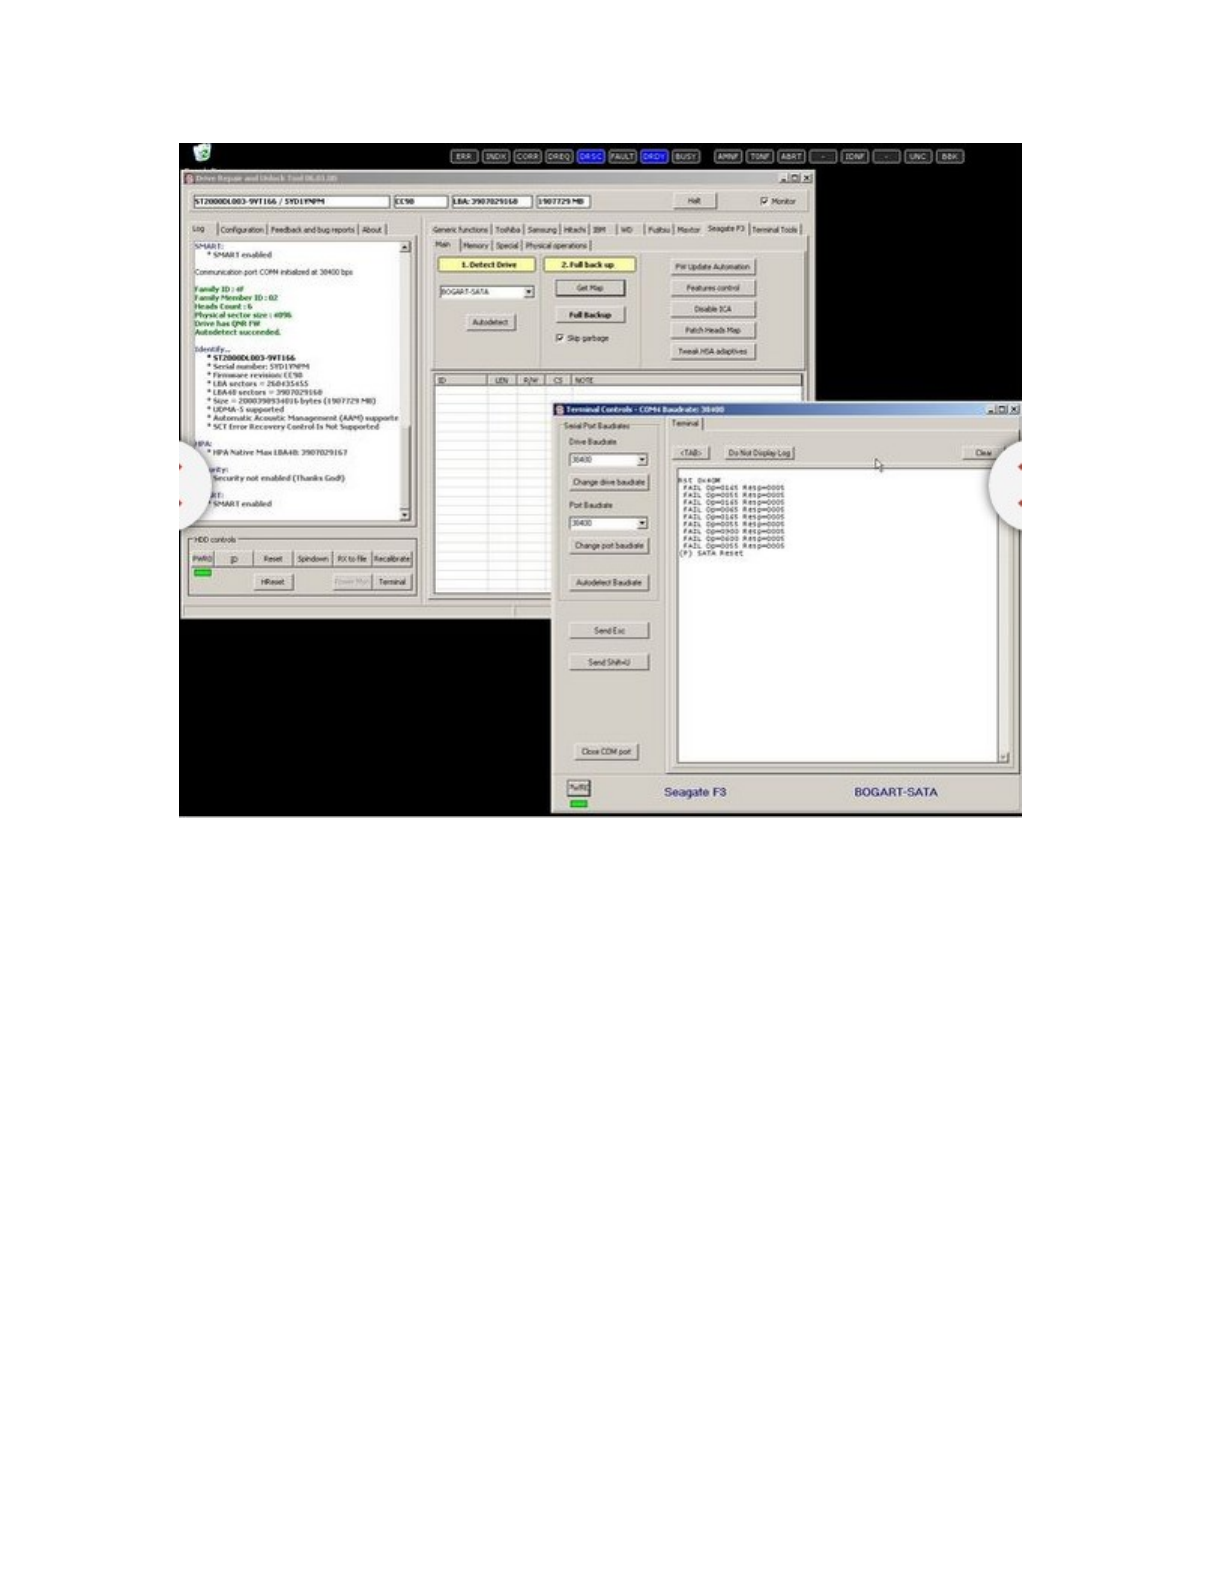 ERR INDX CORR DREQ DRSC FAULT DRDY BUSY AMNF T0NF ABRT - IDNF - UNC BBK
Drive Repair and Unlock Tool
ST2000DL003-9VT166 / 5YD1YNPM CC98 LBA: 3907029168 1907729 MB Halt Monitor
Log Configuration Feedback and bug reports About
SMART:
* SMART enabled
Communication port COM4 initialized at 38400 bps
Family ID : 4F
Family Member ID : 02
Heads Count : 6
Physical sector size : 4096
Drive has QNR FW
Autodetect succeeded.
Identify...
* ST2000DL003-9VT166
* Serial number: 5YD1YNPM
* Firmware revision: CC98
* LBA sectors = 268435455
* LBA48 sectors = 3907029168
* Size = 2000398934016 bytes (1907729 MB)
* UDMA-5 supported
* Automatic Acoustic Management (AAM) supporte
* SCT Error Recovery Control Is Not Supported
HPA:
* HPA Native Max LBA48: 3907029167
urity:
Security not enabled (Thanks God!)
RT:
* SMART enabled
HDD controls
PWR0 ID Reset Spindown RX to file Recalibrate
HReset Terminal
Generic functions Toshiba Samsung Hitachi IBM WD Fujitsu Maxtor Seagate F3 Terminal Tools
Main Memory Special Physical operations
1. Detect Drive 2. Full back up
BOGART-SATA
Autodetect
Get Map
Full Backup
Skip garbage
FW Update Automation
Features control
Disable ICA
Patch Heads Map
Tweak HSA adaptives
ID LEN R/W CS NOTE
Terminal Controls - COM4 Baudrate: 38400
Serial Port Baudrates
Drive Baudrate
38400
Change drive baudrate
Port Baudrate
38400
Change port baudrate
Autodetect Baudrate
Send Esc
Send Shift+U
Close COM port
Terminal
<TAB> Do Not Display Log Clear
Rst 0x40M
FAIL Op=0165 Resp=0005
FAIL Op=0055 Resp=0005
FAIL Op=0165 Resp=0005
FAIL Op=0065 Resp=0005
FAIL Op=0165 Resp=0005
FAIL Op=0055 Resp=0005
FAIL Op=0900 Resp=0005
FAIL Op=0600 Resp=0005
FAIL Op=0055 Resp=0005
(P) SATA Reset
PWR0 Seagate F3 BOGART-SATA